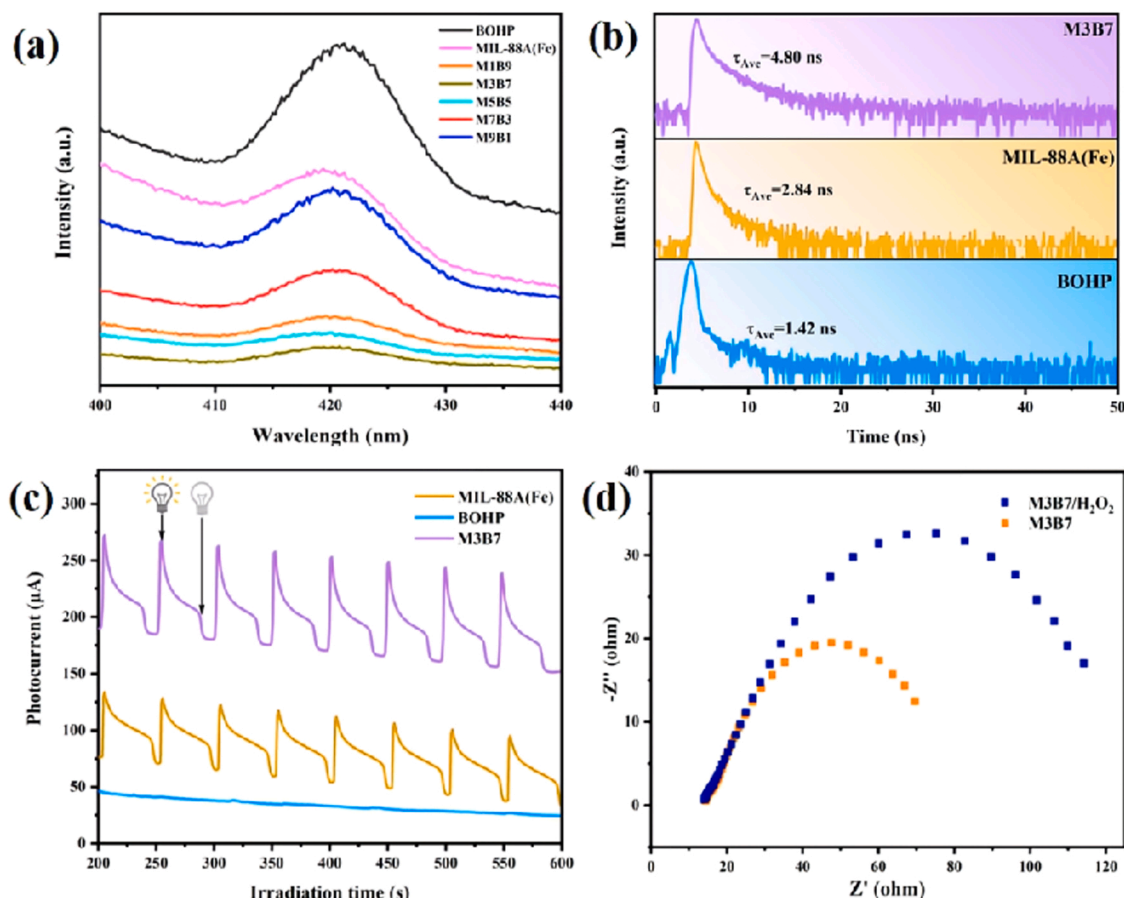 (a)
BOHP
MIL-88A(Fe)
M1B9
M3B7
M5B5
M7B3
M9B1
Intensity (a.u.)
400 410 420 430 440
Wavelength (nm)
(b)
M3B7
τAve=4.80 ns
MIL-88A(Fe)
τAve=2.84 ns
BOHP
τAve=1.42 ns
Intensity (a.u.)
0 10 20 30 40 50
Time (ns)
(c)
MIL-88A(Fe)
BOHP
M3B7
300
250
200
150
100
50
0
Photocurrent (μA)
200 250 300 350 400 450 500 550 600
Irradiation time (s)
(d)
M3B7/H₂O₂
M3B7
40
30
20
10
0
-Z'' (ohm)
0 20 40 60 80 100 120
Z' (ohm)